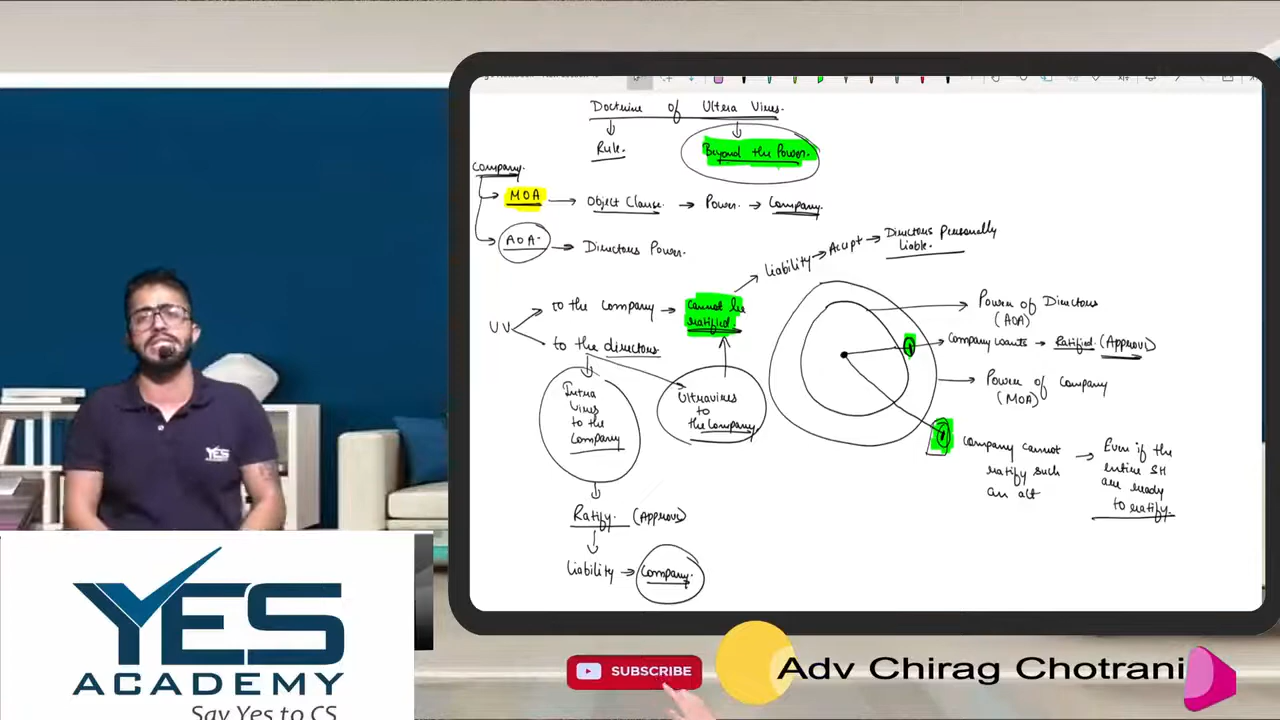 Doctrine of Ultra Vires.
Rule.
Beyond the Power.
Company.
MOA → Object Clause → Power → Company.
AOA → Directors Power.
Liability → Accept → Directors Personally
Liable.
UV
to the Company → Cannot be
ratified.
to the directors
Intra
Vires
to the
Company
Ultravires
to
the Company
Ratify. (Approve)
Liability → Company.
Power of Directors
(AOA)
Company wants → Ratified. (Approve)
Power of Company
(MOA)
Company cannot
ratify such
an act
→ Even if the
entire SH
are ready
to ratify.
YES
YES
ACADEMY
Say Yes to CS
SUBSCRIBE
Adv Chirag Chotrani